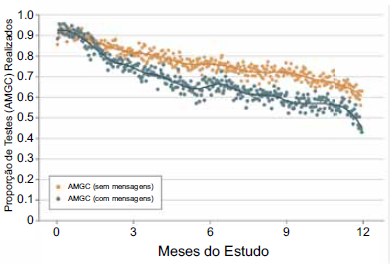 Proporção de Testes (AMGC) Realizados
1.0
0.9
0.8
0.7
0.6
0.5
0.4
0.3
0.2
0.1
0
AMGC (sem mensagens)
AMGC (com mensagens)
0 3 6 9 12
Meses do Estudo